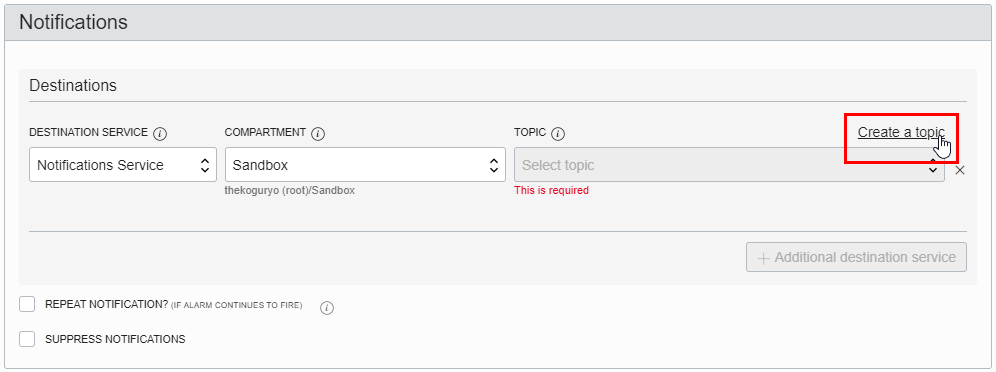 Notifications
Destinations
DESTINATION SERVICE
COMPARTMENT
TOPIC
Create a topic
Notifications Service
Sandbox
Select topic
thekoguryo (root)/Sandbox
This is required
+ Additional destination service
REPEAT NOTIFICATION? (IF ALARM CONTINUES TO FIRE)
SUPPRESS NOTIFICATIONS